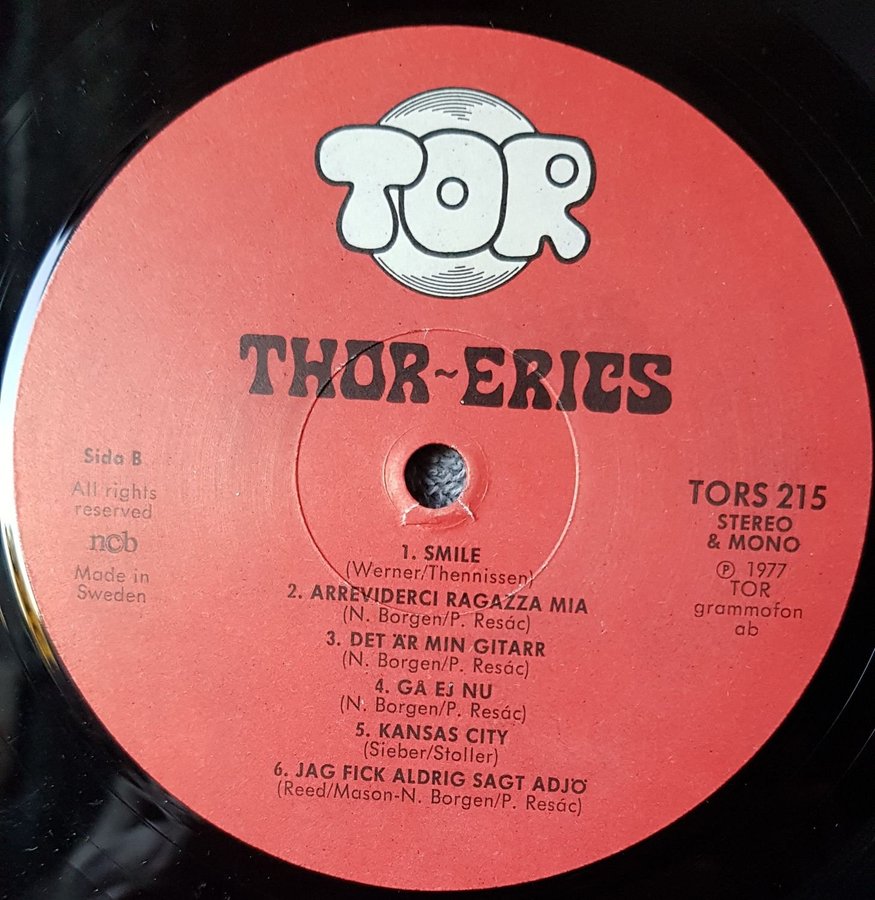 TOR
THOR~ERICS
Sida B
All rights
reserved
ncb
Made in
Sweden
TORS 215
STEREO
& MONO
℗ 1977
TOR
grammofon
ab
1. SMILE
(Werner/Thennissen)
2. ARREVIDERCI RAGAZZA MIA
(N. Borgen/P. Resác)
3. DET ÄR MIN GITARR
(N. Borgen/P. Resác)
4. GÅ EJ NU
(N. Borgen/P. Resác)
5. KANSAS CITY
(Sieber/Stoller)
6. JAG FICK ALDRIG SAGT ADJÖ
(Reed/Mason-N. Borgen/P. Resác)